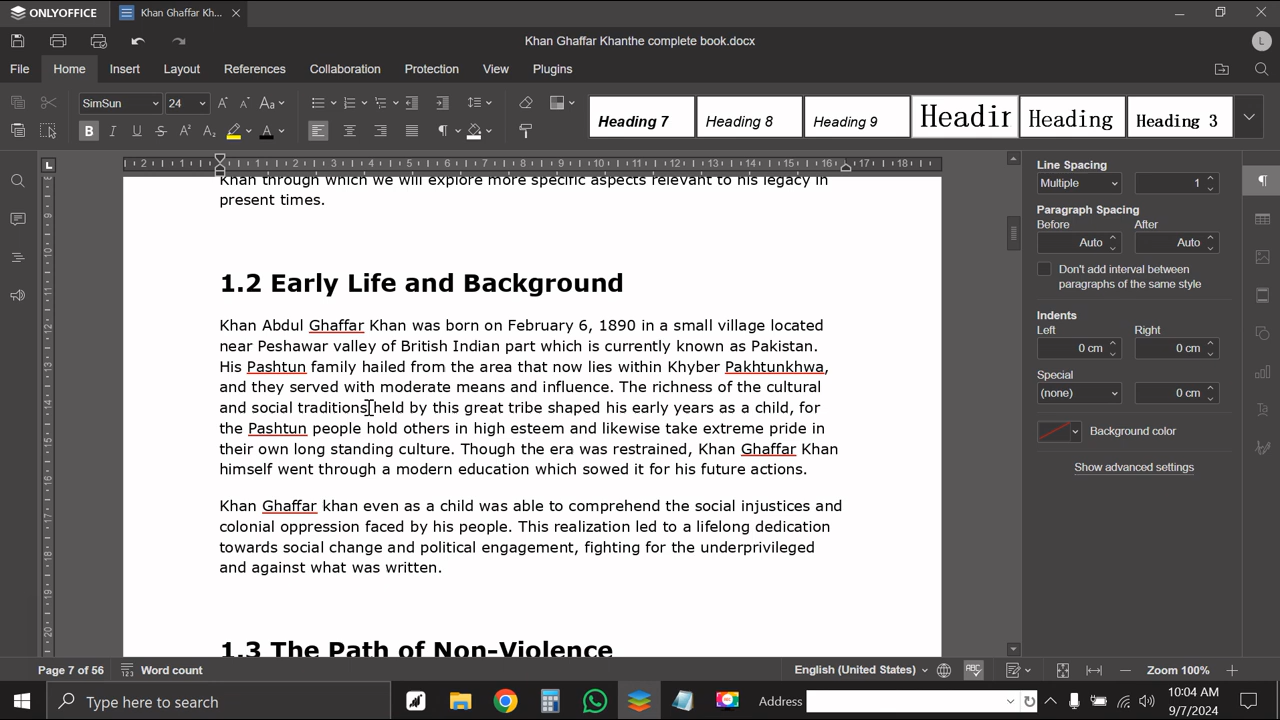 ONLYOFFICE
Khan Ghaffar Kh...
Khan Ghaffar Khanthe complete book.docx
L
File Home Insert Layout References Collaboration Protection View Plugins
SimSun 24
Heading 7 Heading 8 Heading 9 Headir Heading Heading 3
Khan through which we will explore more specific aspects relevant to his legacy in
present times.
1.2 Early Life and Background
Khan Abdul Ghaffar Khan was born on February 6, 1890 in a small village located
near Peshawar valley of British Indian part which is currently known as Pakistan.
His Pashtun family hailed from the area that now lies within Khyber Pakhtunkhwa,
and they served with moderate means and influence. The richness of the cultural
and social traditions held by this great tribe shaped his early years as a child, for
the Pashtun people hold others in high esteem and likewise take extreme pride in
their own long standing culture. Though the era was restrained, Khan Ghaffar Khan
himself went through a modern education which sowed it for his future actions.
Khan Ghaffar khan even as a child was able to comprehend the social injustices and
colonial oppression faced by his people. This realization led to a lifelong dedication
towards social change and political engagement, fighting for the underprivileged
and against what was written.
1.3 The Path of Non-Violence
Line Spacing
Multiple 1
Paragraph Spacing
Before After
Auto Auto
Don't add interval between
paragraphs of the same style
Indents
Left Right
0 cm 0 cm
Special
(none) 0 cm
Background color
Show advanced settings
Page 7 of 56 Word count English (United States) Zoom 100%
Type here to search Address 10:04 AM
9/7/2024